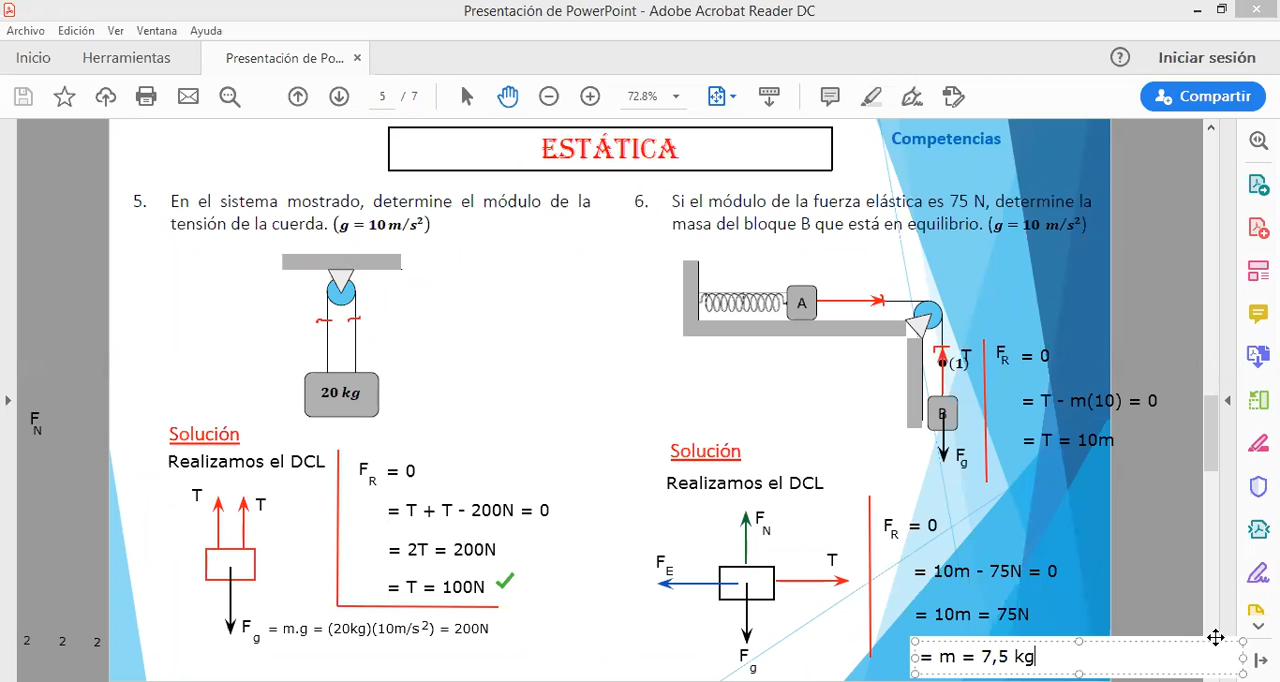 Presentación de PowerPoint - Adobe Acrobat Reader DC
Archivo Edición Ver Ventana Ayuda
Inicio Herramientas Presentación de Po... × Iniciar sesión
5 / 7 72.8% Compartir
ESTÁTICA
Competencias
5. En el sistema mostrado, determine el módulo de la
tensión de la cuerda. (g = 10 m/s²)
20 kg
Solución
Realizamos el DCL
T T
F_g = m.g = (20kg)(10m/s²) = 200N
F_R = 0
= T + T - 200N = 0
= 2T = 200N
= T = 100N
F_N
2 2 2
6. Si el módulo de la fuerza elástica es 75 N, determine la
masa del bloque B que está en equilibrio. (g = 10 m/s²)
A
T
(1)
B
F_g
F_R = 0
= T - m(10) = 0
= T = 10m
Solución
Realizamos el DCL
F_N
F_E
T
F_g
F_R = 0
= 10m - 75N = 0
= 10m = 75N
= m = 7,5 kg